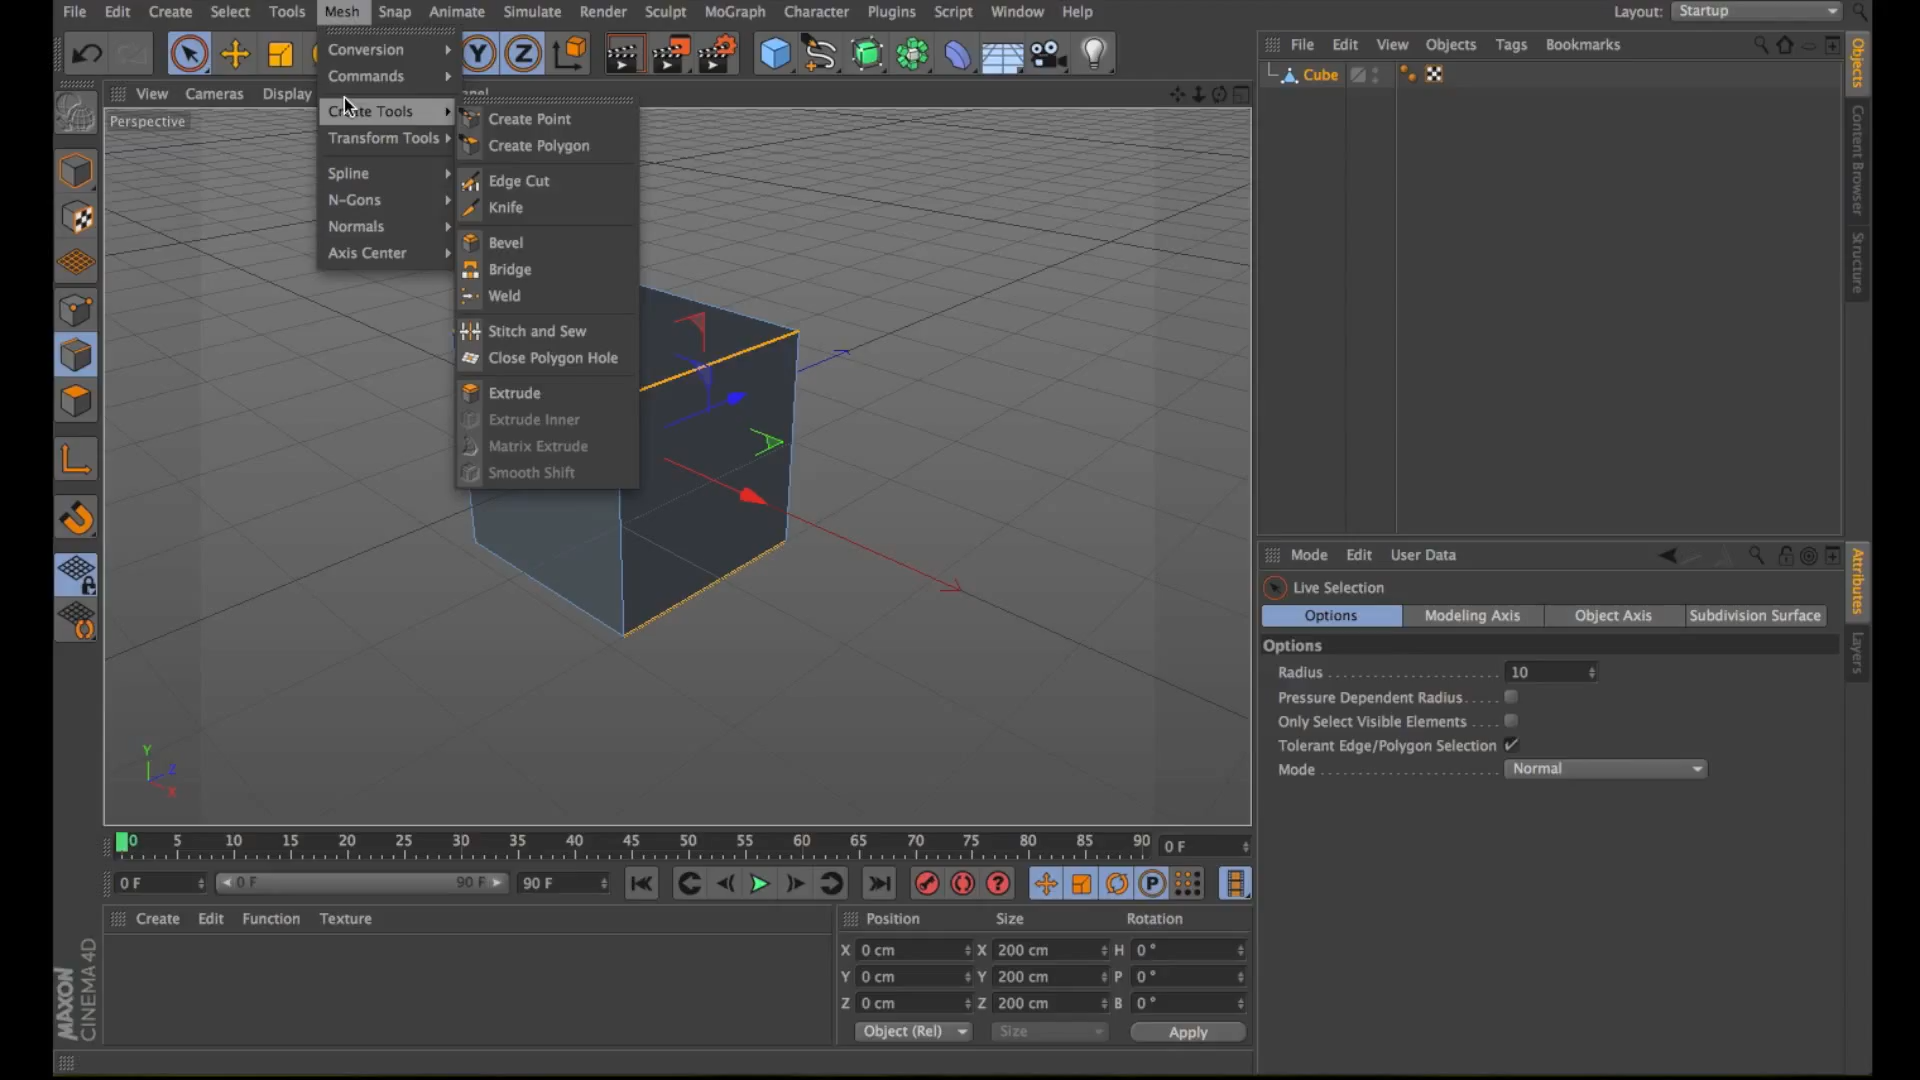 File Edit Create Select Tools Mesh Snap Animate Simulate Render Sculpt MoGraph Character Plugins Script Window Help Layout: Startup
View Cameras Display
Perspective
Conversion
Commands
Create Tools
Transform Tools
Spline
N-Gons
Normals
Axis Center
Create Point
Create Polygon
Edge Cut
Knife
Bevel
Bridge
Weld
Stitch and Sew
Close Polygon Hole
Extrude
Extrude Inner
Matrix Extrude
Smooth Shift
Y Z
Y
Z
X
File Edit View Objects Tags Bookmarks
Cube
Objects
Content Browser
Structure
Mode Edit User Data
Live Selection
Options Modeling Axis Object Axis Subdivision Surface
Options
Radius 10
Pressure Dependent Radius
Only Select Visible Elements
Tolerant Edge/Polygon Selection
Mode Normal
Attributes
Layers
0 5 10 15 20 25 30 35 40 45 50 55 60 65 70 75 80 85 90 0 F
0 F 0 F 90 F 90 F P
Create Edit Function Texture
Position Size Rotation
X 0 cm X 200 cm H 0 °
Y 0 cm Y 200 cm P 0 °
Z 0 cm Z 200 cm B 0 °
Object (Rel) Size Apply
MAXON
CINEMA 4D